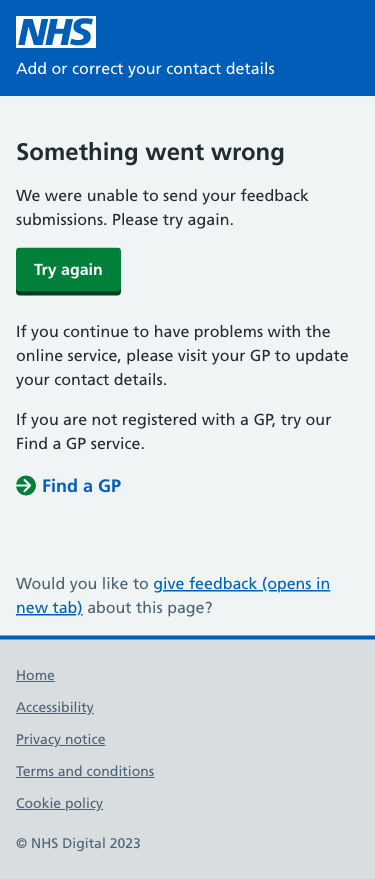 NHS
Add or correct your contact details
Something went wrong
We were unable to send your feedback
submissions. Please try again.
Try again
If you continue to have problems with the
online service, please visit your GP to update
your contact details.
If you are not registered with a GP, try our
Find a GP service.
Find a GP
Would you like to give feedback (opens in
new tab) about this page?
Home
Accessibility
Privacy notice
Terms and conditions
Cookie policy
© NHS Digital 2023